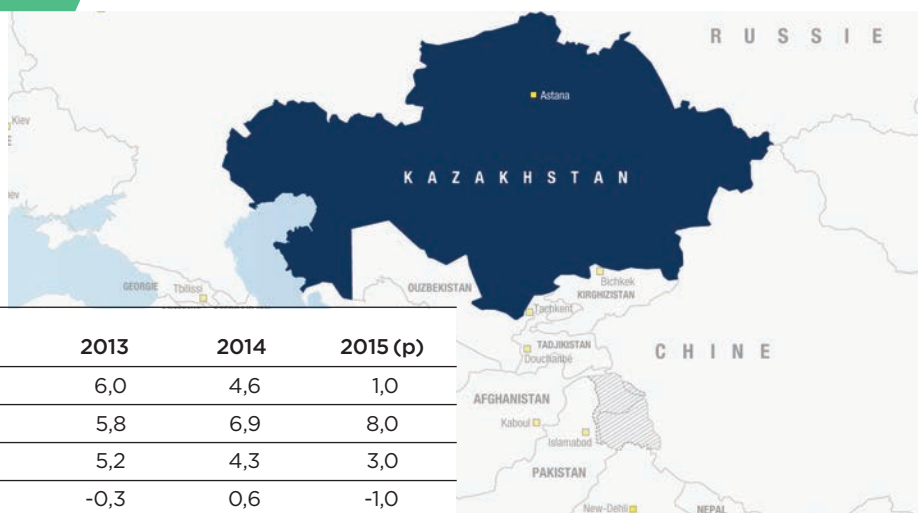 R U S S I E
Kiev
Astana
K A Z A K H S T A N
GEORGIE
Tbilissi
OUZBEKISTAN
Bichkek
KIRGHIZISTAN
Tachkent
TADJIKISTAN
Douchanbé
C H I N E
AFGHANISTAN
Kaboul
Islamabad
PAKISTAN
New-Dehli
NEPAL
2013 2014 2015 (p)
6,0 4,6 1,0
5,8 6,9 8,0
5,2 4,3 3,0
-0,3 0,6 -1,0